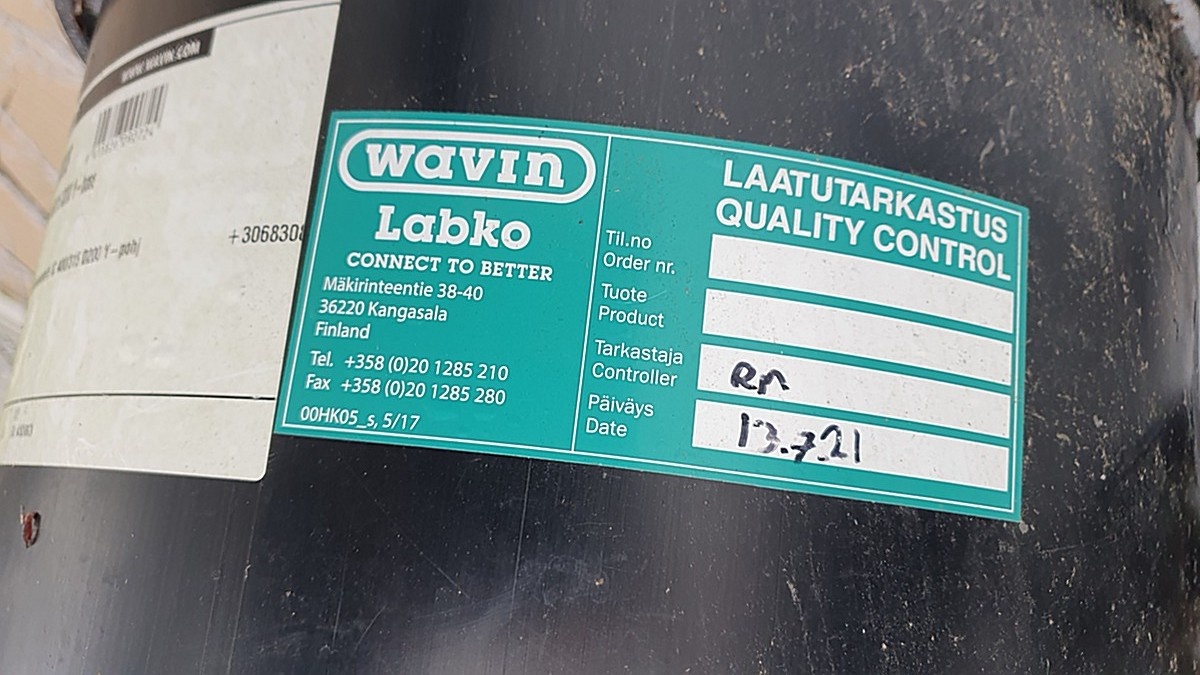 WWW.WAVIN.COM
+3068308
wavin
Labko
CONNECT TO BETTER
Mäkirinteentie 38-40
36220 Kangasala
Finland
Tel. +358 (0)20 1285 210
Fax +358 (0)20 1285 280
00HK05_s, 5/17
LAATUTARKASTUS
QUALITY CONTROL
Til.no
Order nr.
Tuote
Product
Tarkastaja
Controller
Päiväys
Date
13.7.21